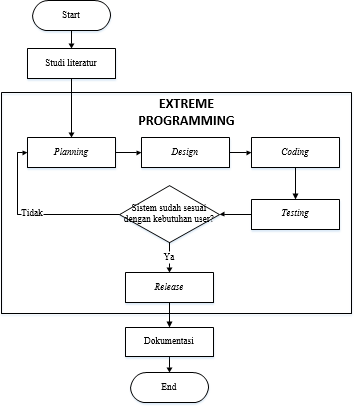 Start
Studi literatur
EXTREME
PROGRAMMING
Planning
Design
Coding
Sistem sudah sesuai
dengan kebutuhan user?
Testing
Tidak
Ya
Release
Dokumentasi
End